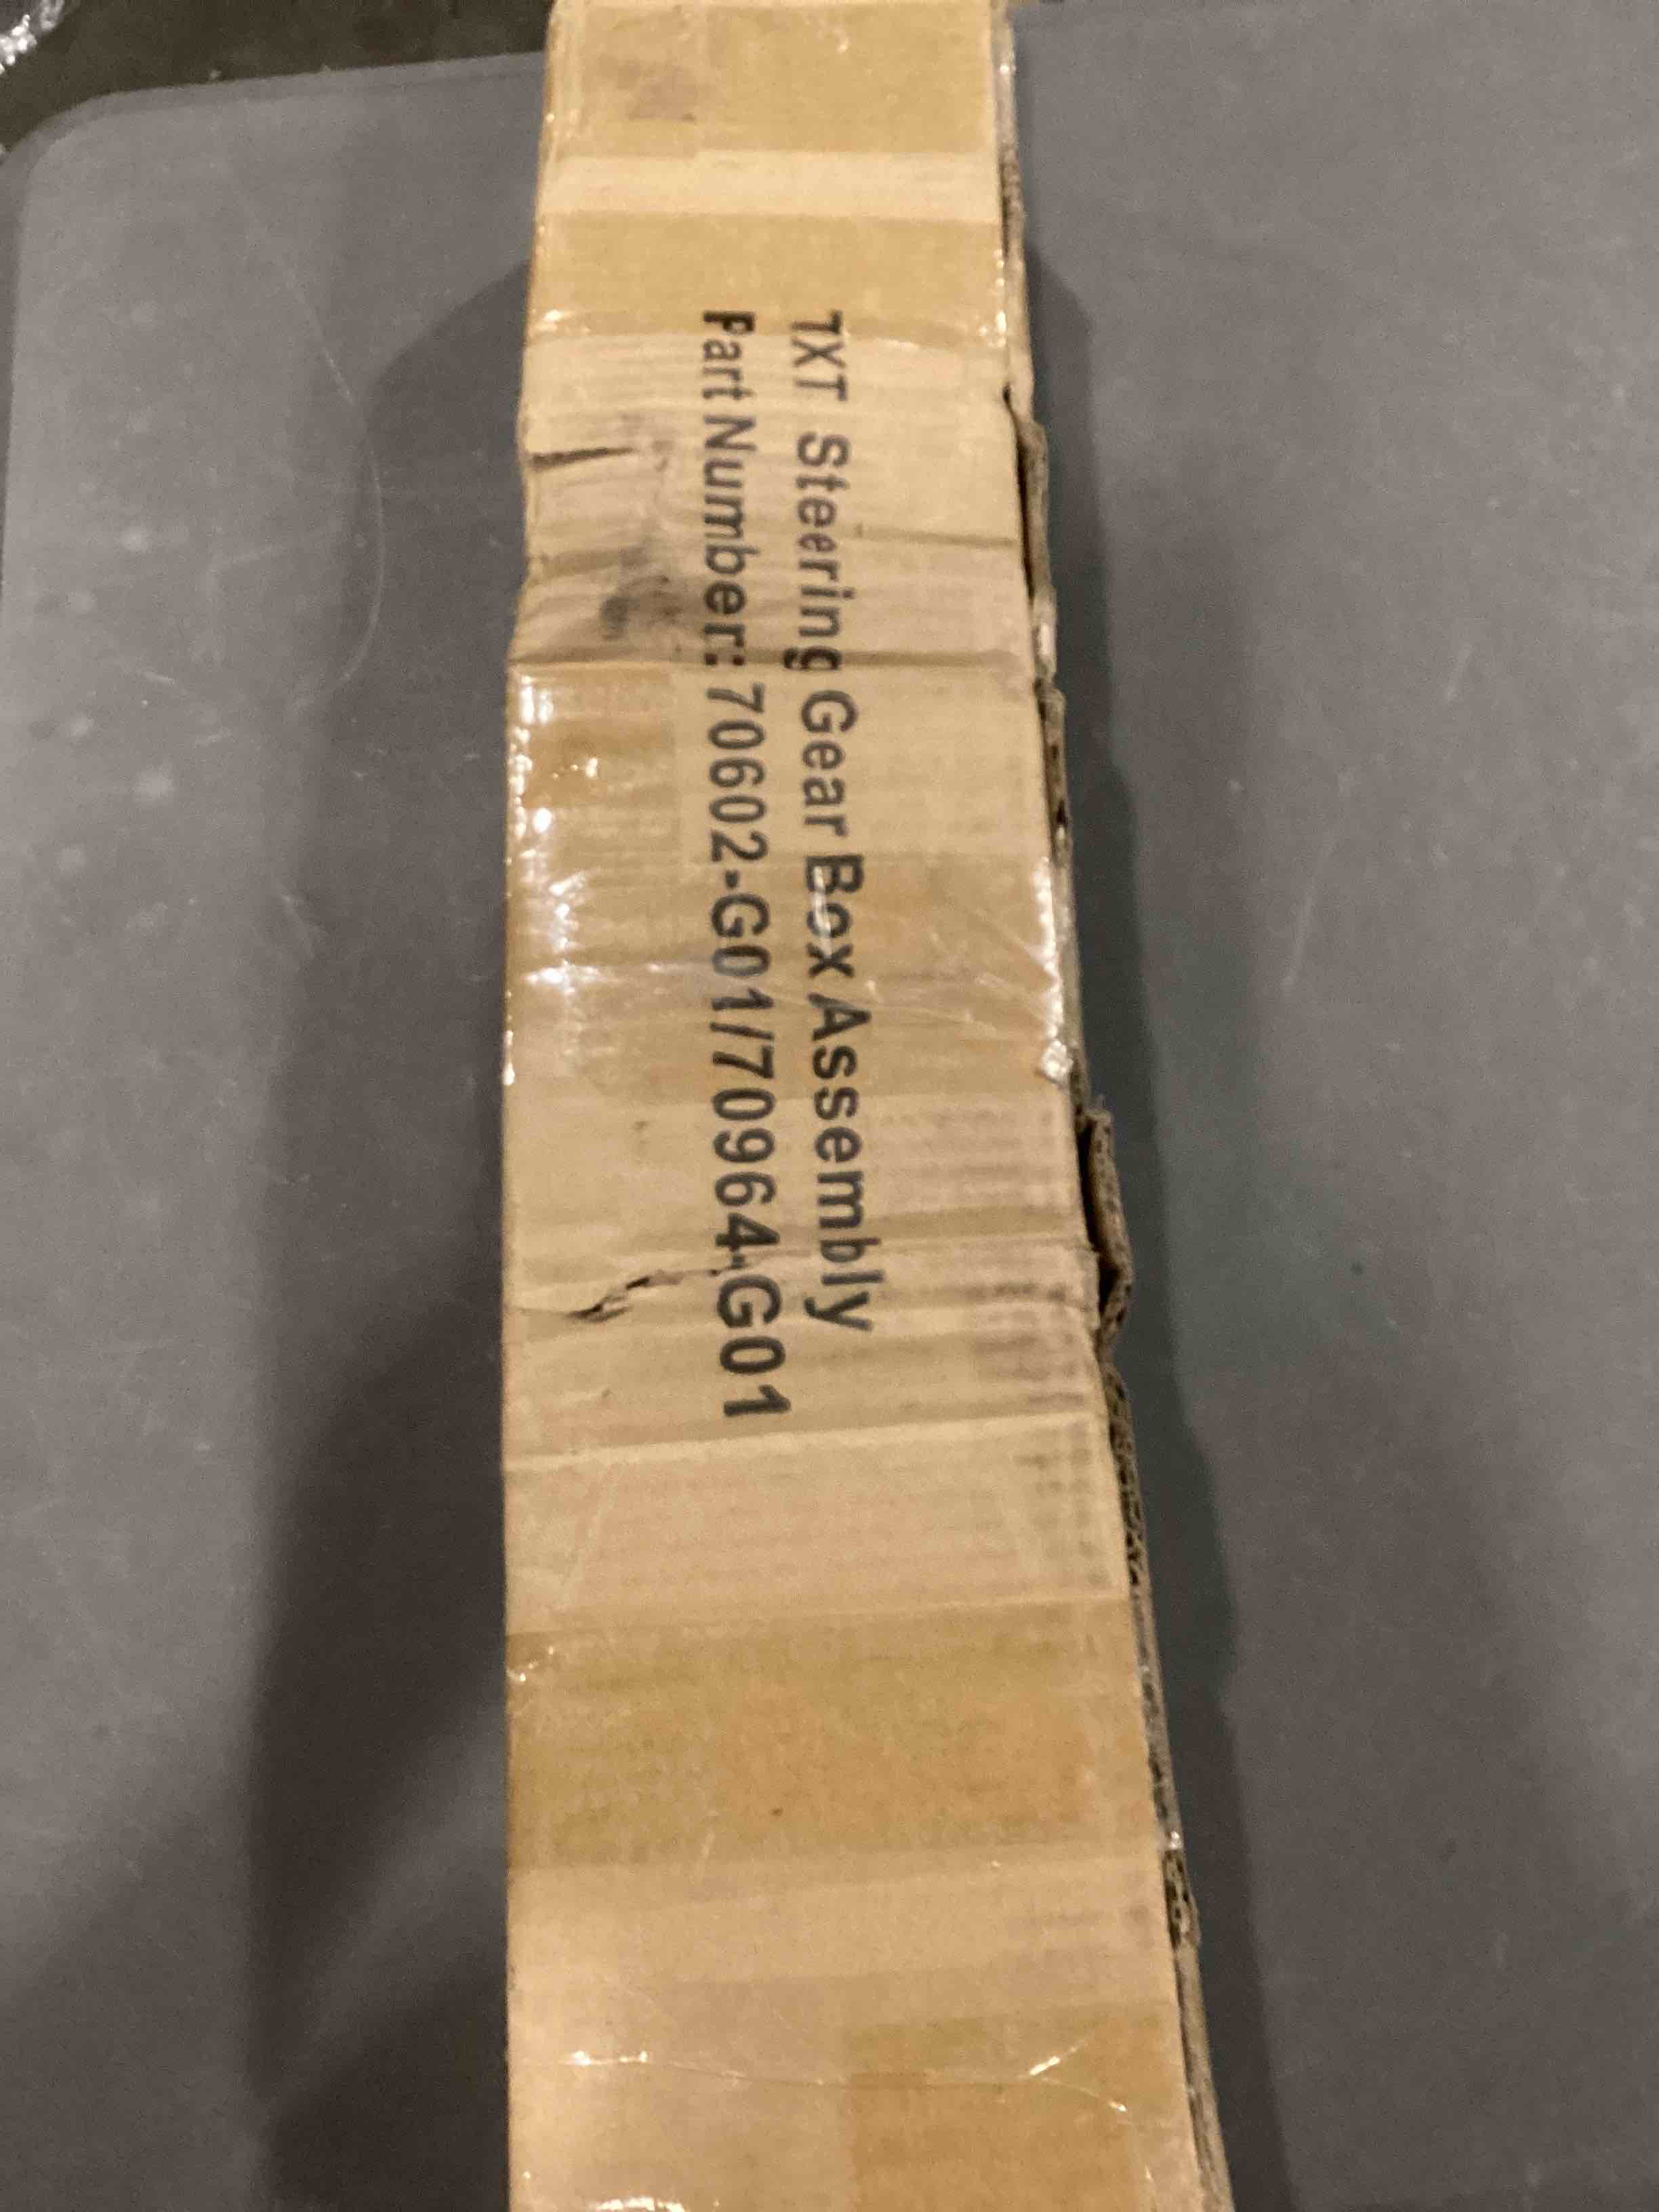 TXT Steering Gear Box Assembly
Part Number: 70602-G01/70964-G01